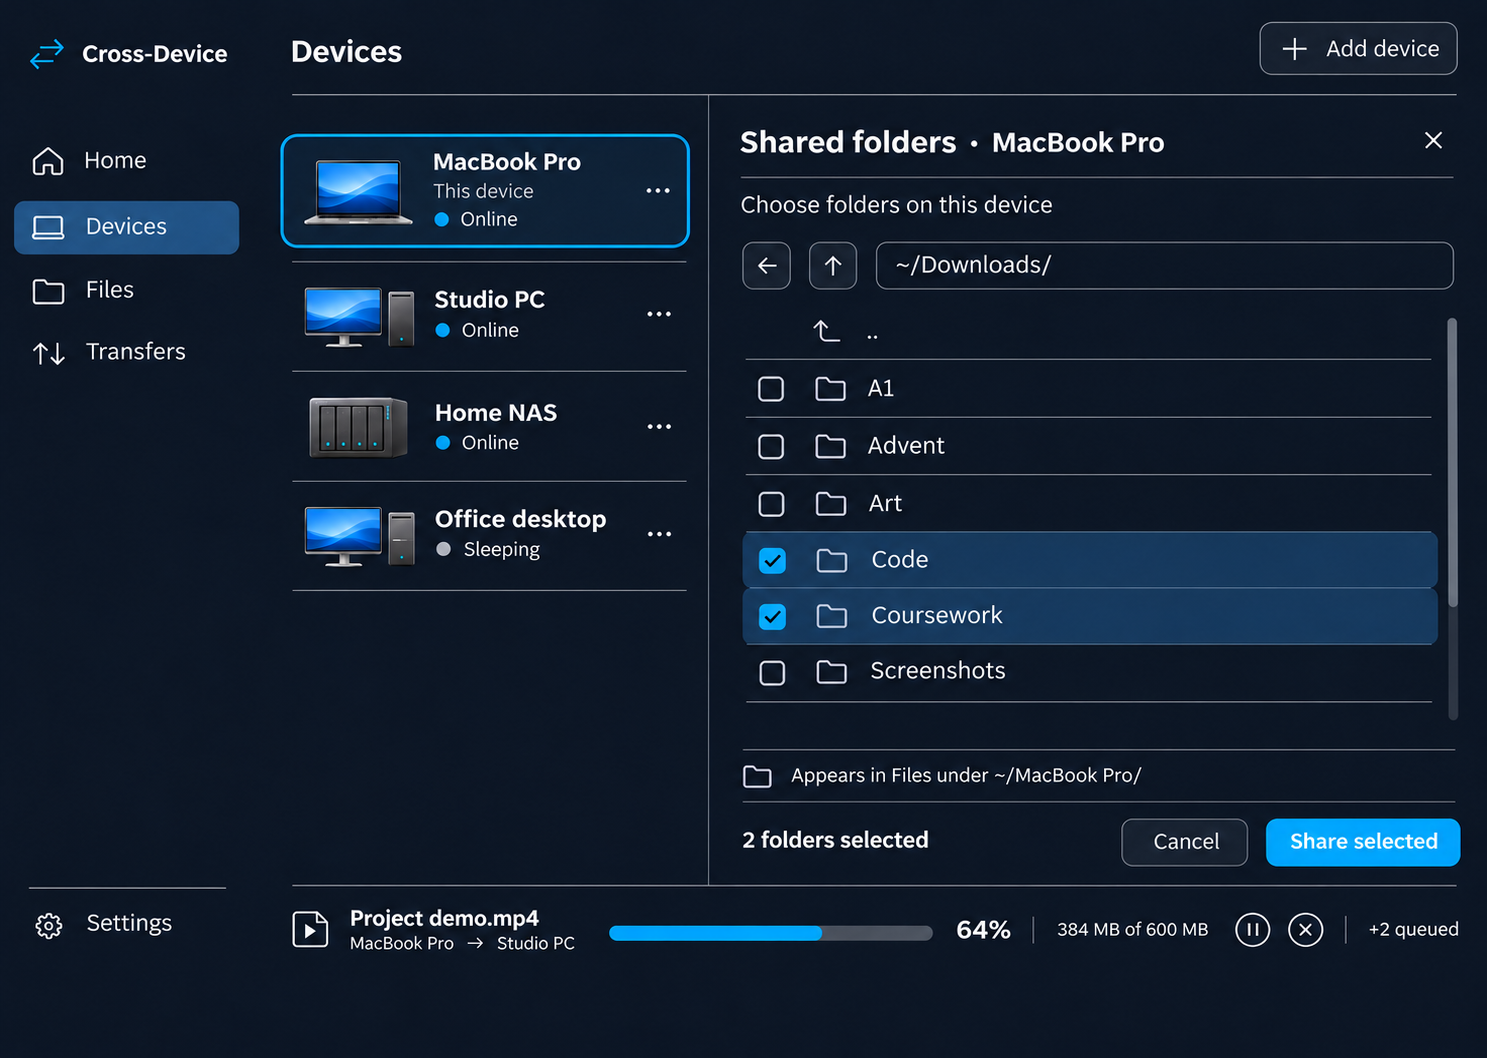 Cross-Device
Home
Devices
Files
Transfers
Settings
Devices
Add device
MacBook Pro
This device
Online
Studio PC
Online
Home NAS
Online
Office desktop
Sleeping
Shared folders • MacBook Pro
Choose folders on this device
~/Downloads/
..
A1
Advent
Art
Code
Coursework
Screenshots
Appears in Files under ~/MacBook Pro/
2 folders selected
Cancel
Share selected
Project demo.mp4
MacBook Pro → Studio PC
64%
384 MB of 600 MB
+2 queued